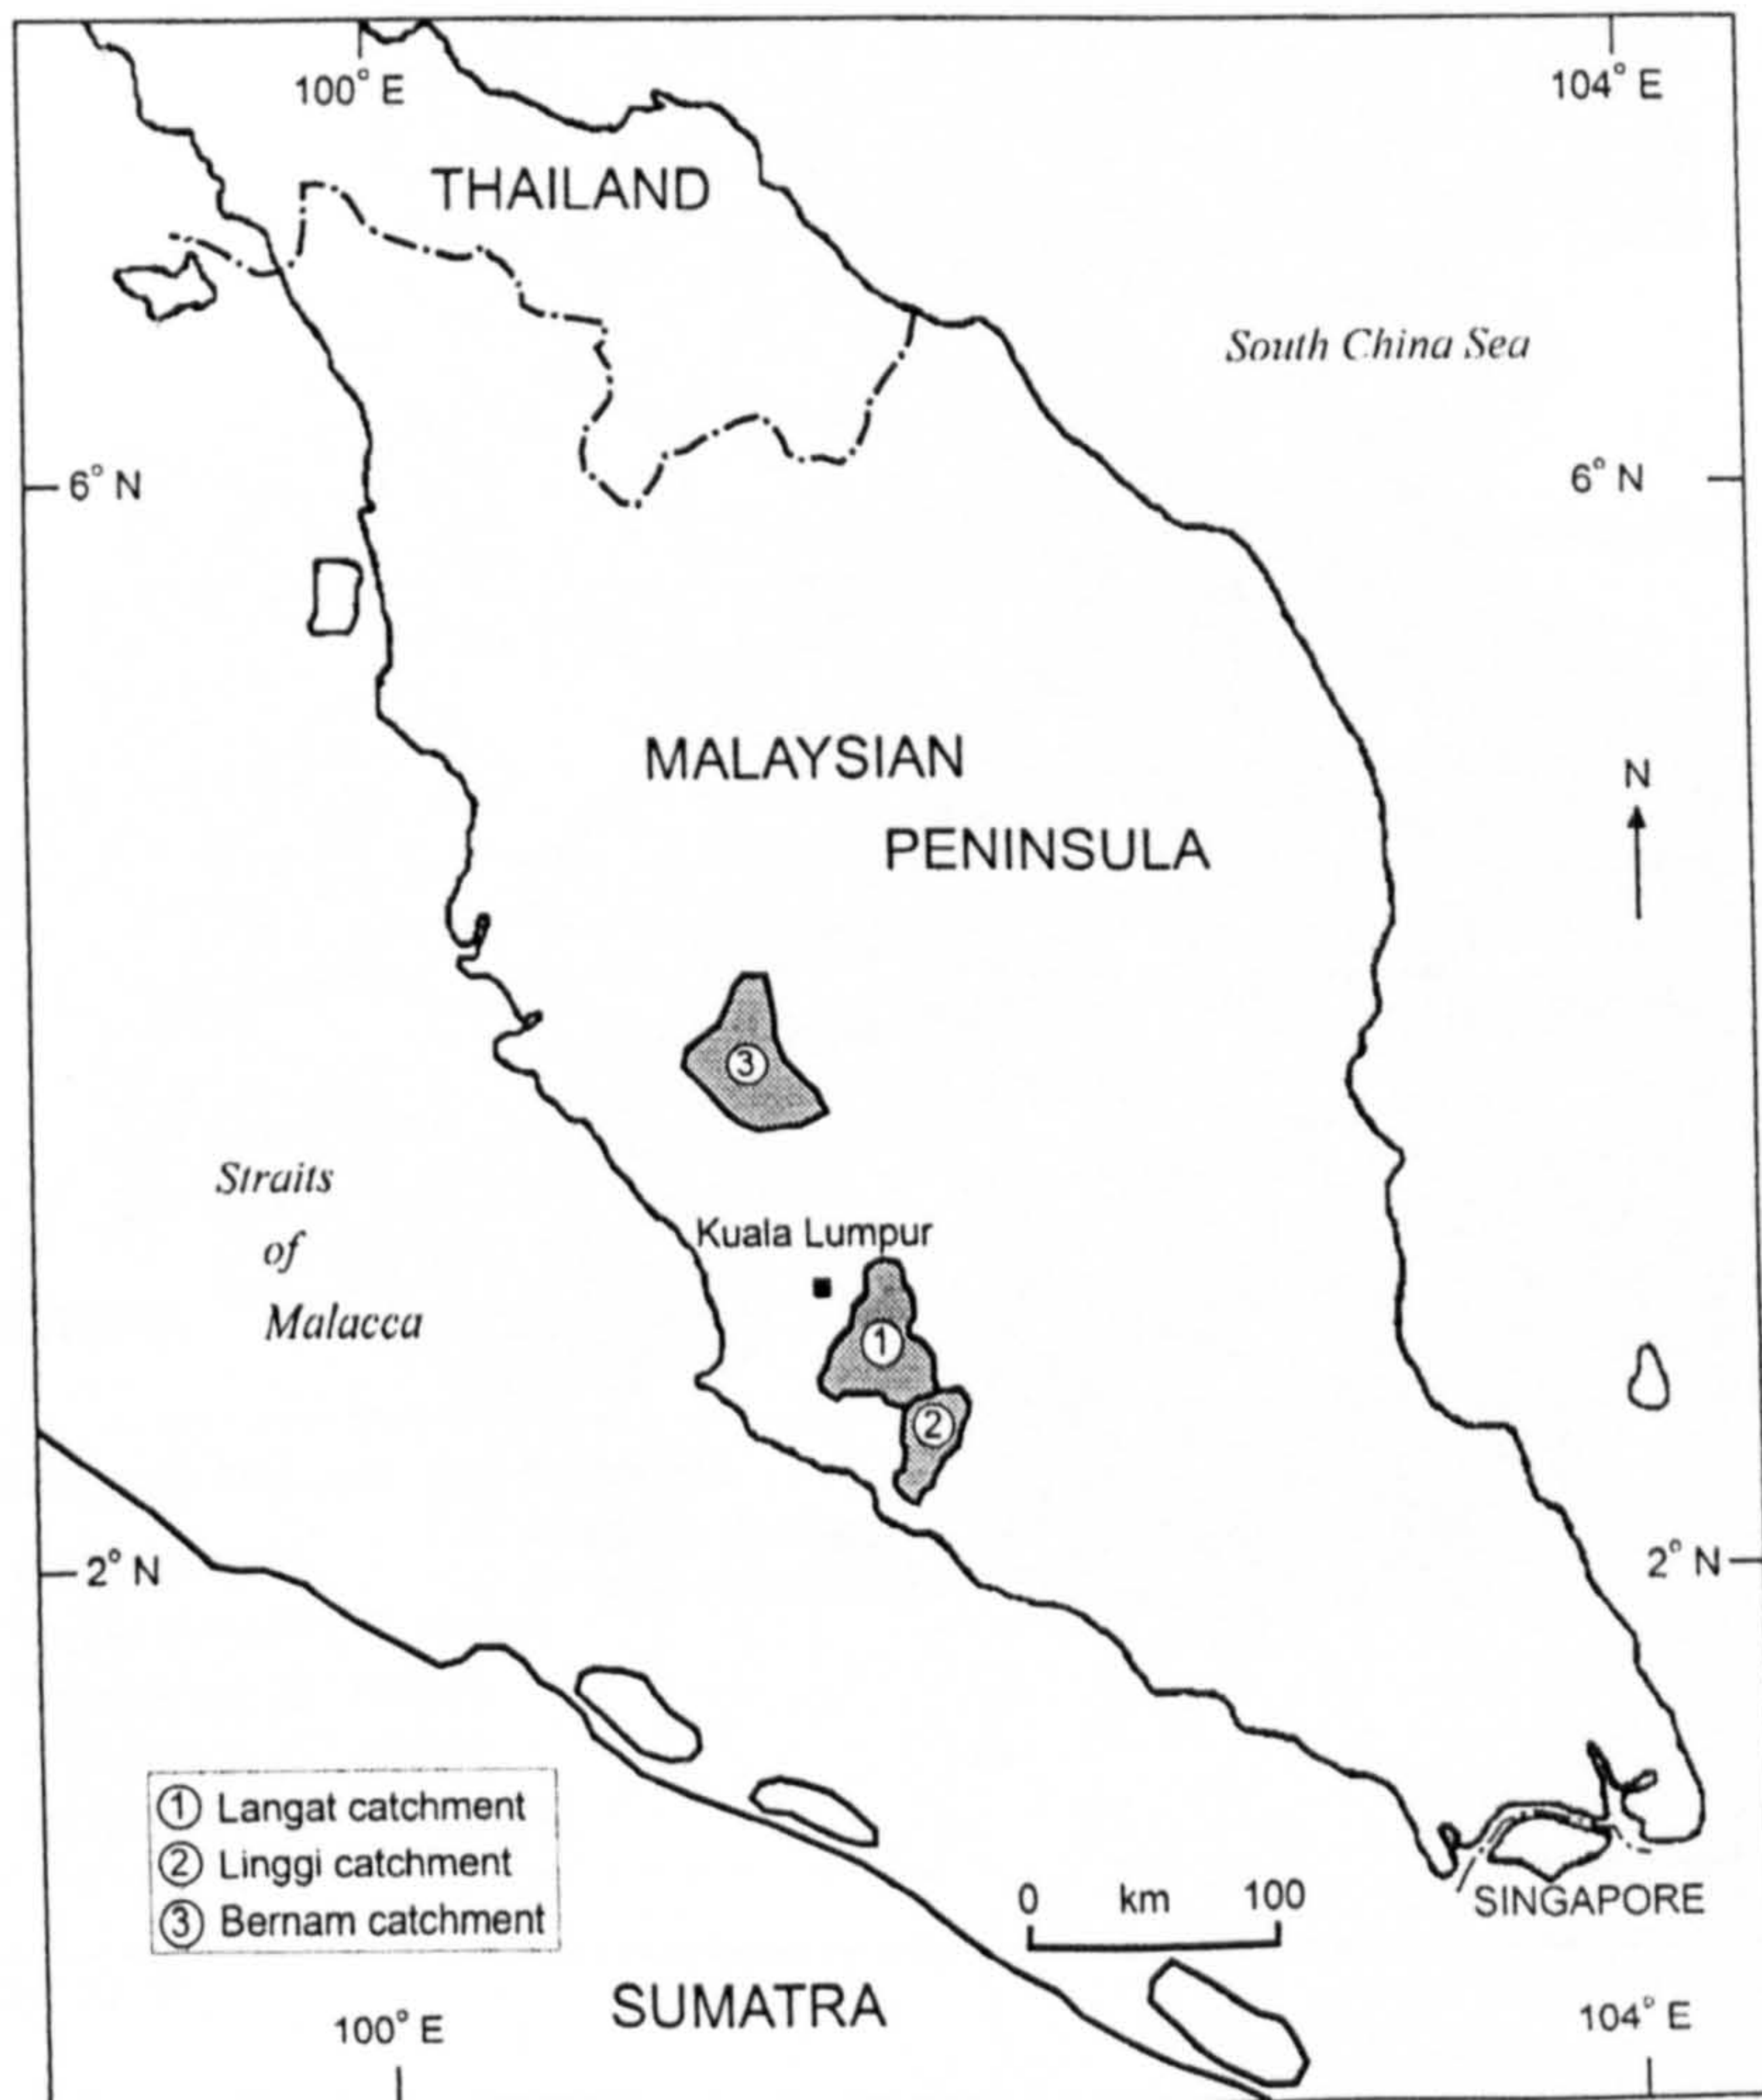 100° E
104° E
THAILAND
South China Sea
6° N
6° N
MALAYSIAN
PENINSULA
N
3
Straits
of
Malacca
Kuala Lumpur
1
2
2° N
2° N
1 Langat catchment
2 Linggi catchment
3 Bernam catchment
0 km 100
SINGAPORE
SUMATRA
100° E
104° E